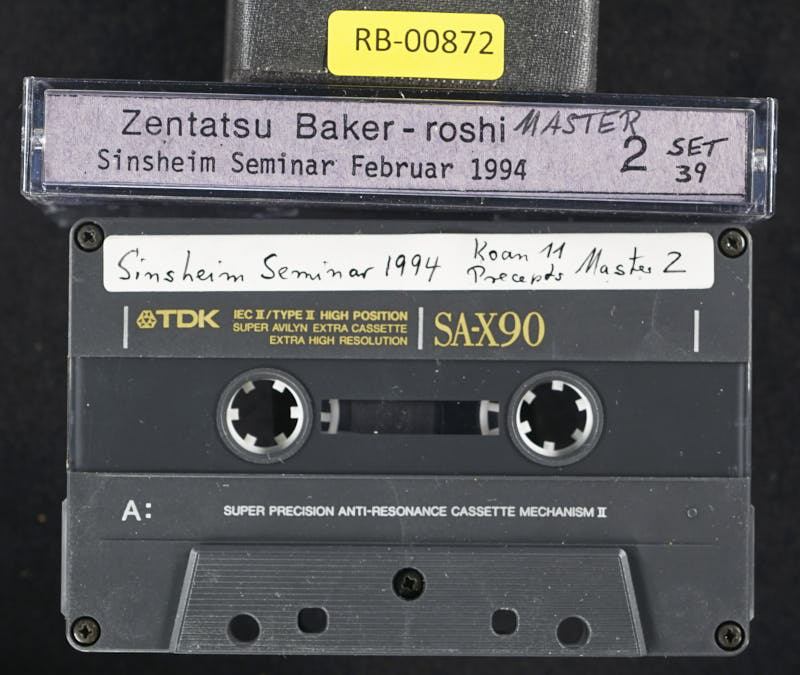 RB-00872
Zentatsu Baker-roshi MASTER
Sinsheim Seminar Februar 1994 2 SET
39
Sinsheim Seminar 1994 Koan 11 Master 2
Precepts
TDK IEC II/TYPE II HIGH POSITION SA-X90
SUPER AVILYN EXTRA CASSETTE
EXTRA HIGH RESOLUTION
A: SUPER PRECISION ANTI-RESONANCE CASSETTE MECHANISM II